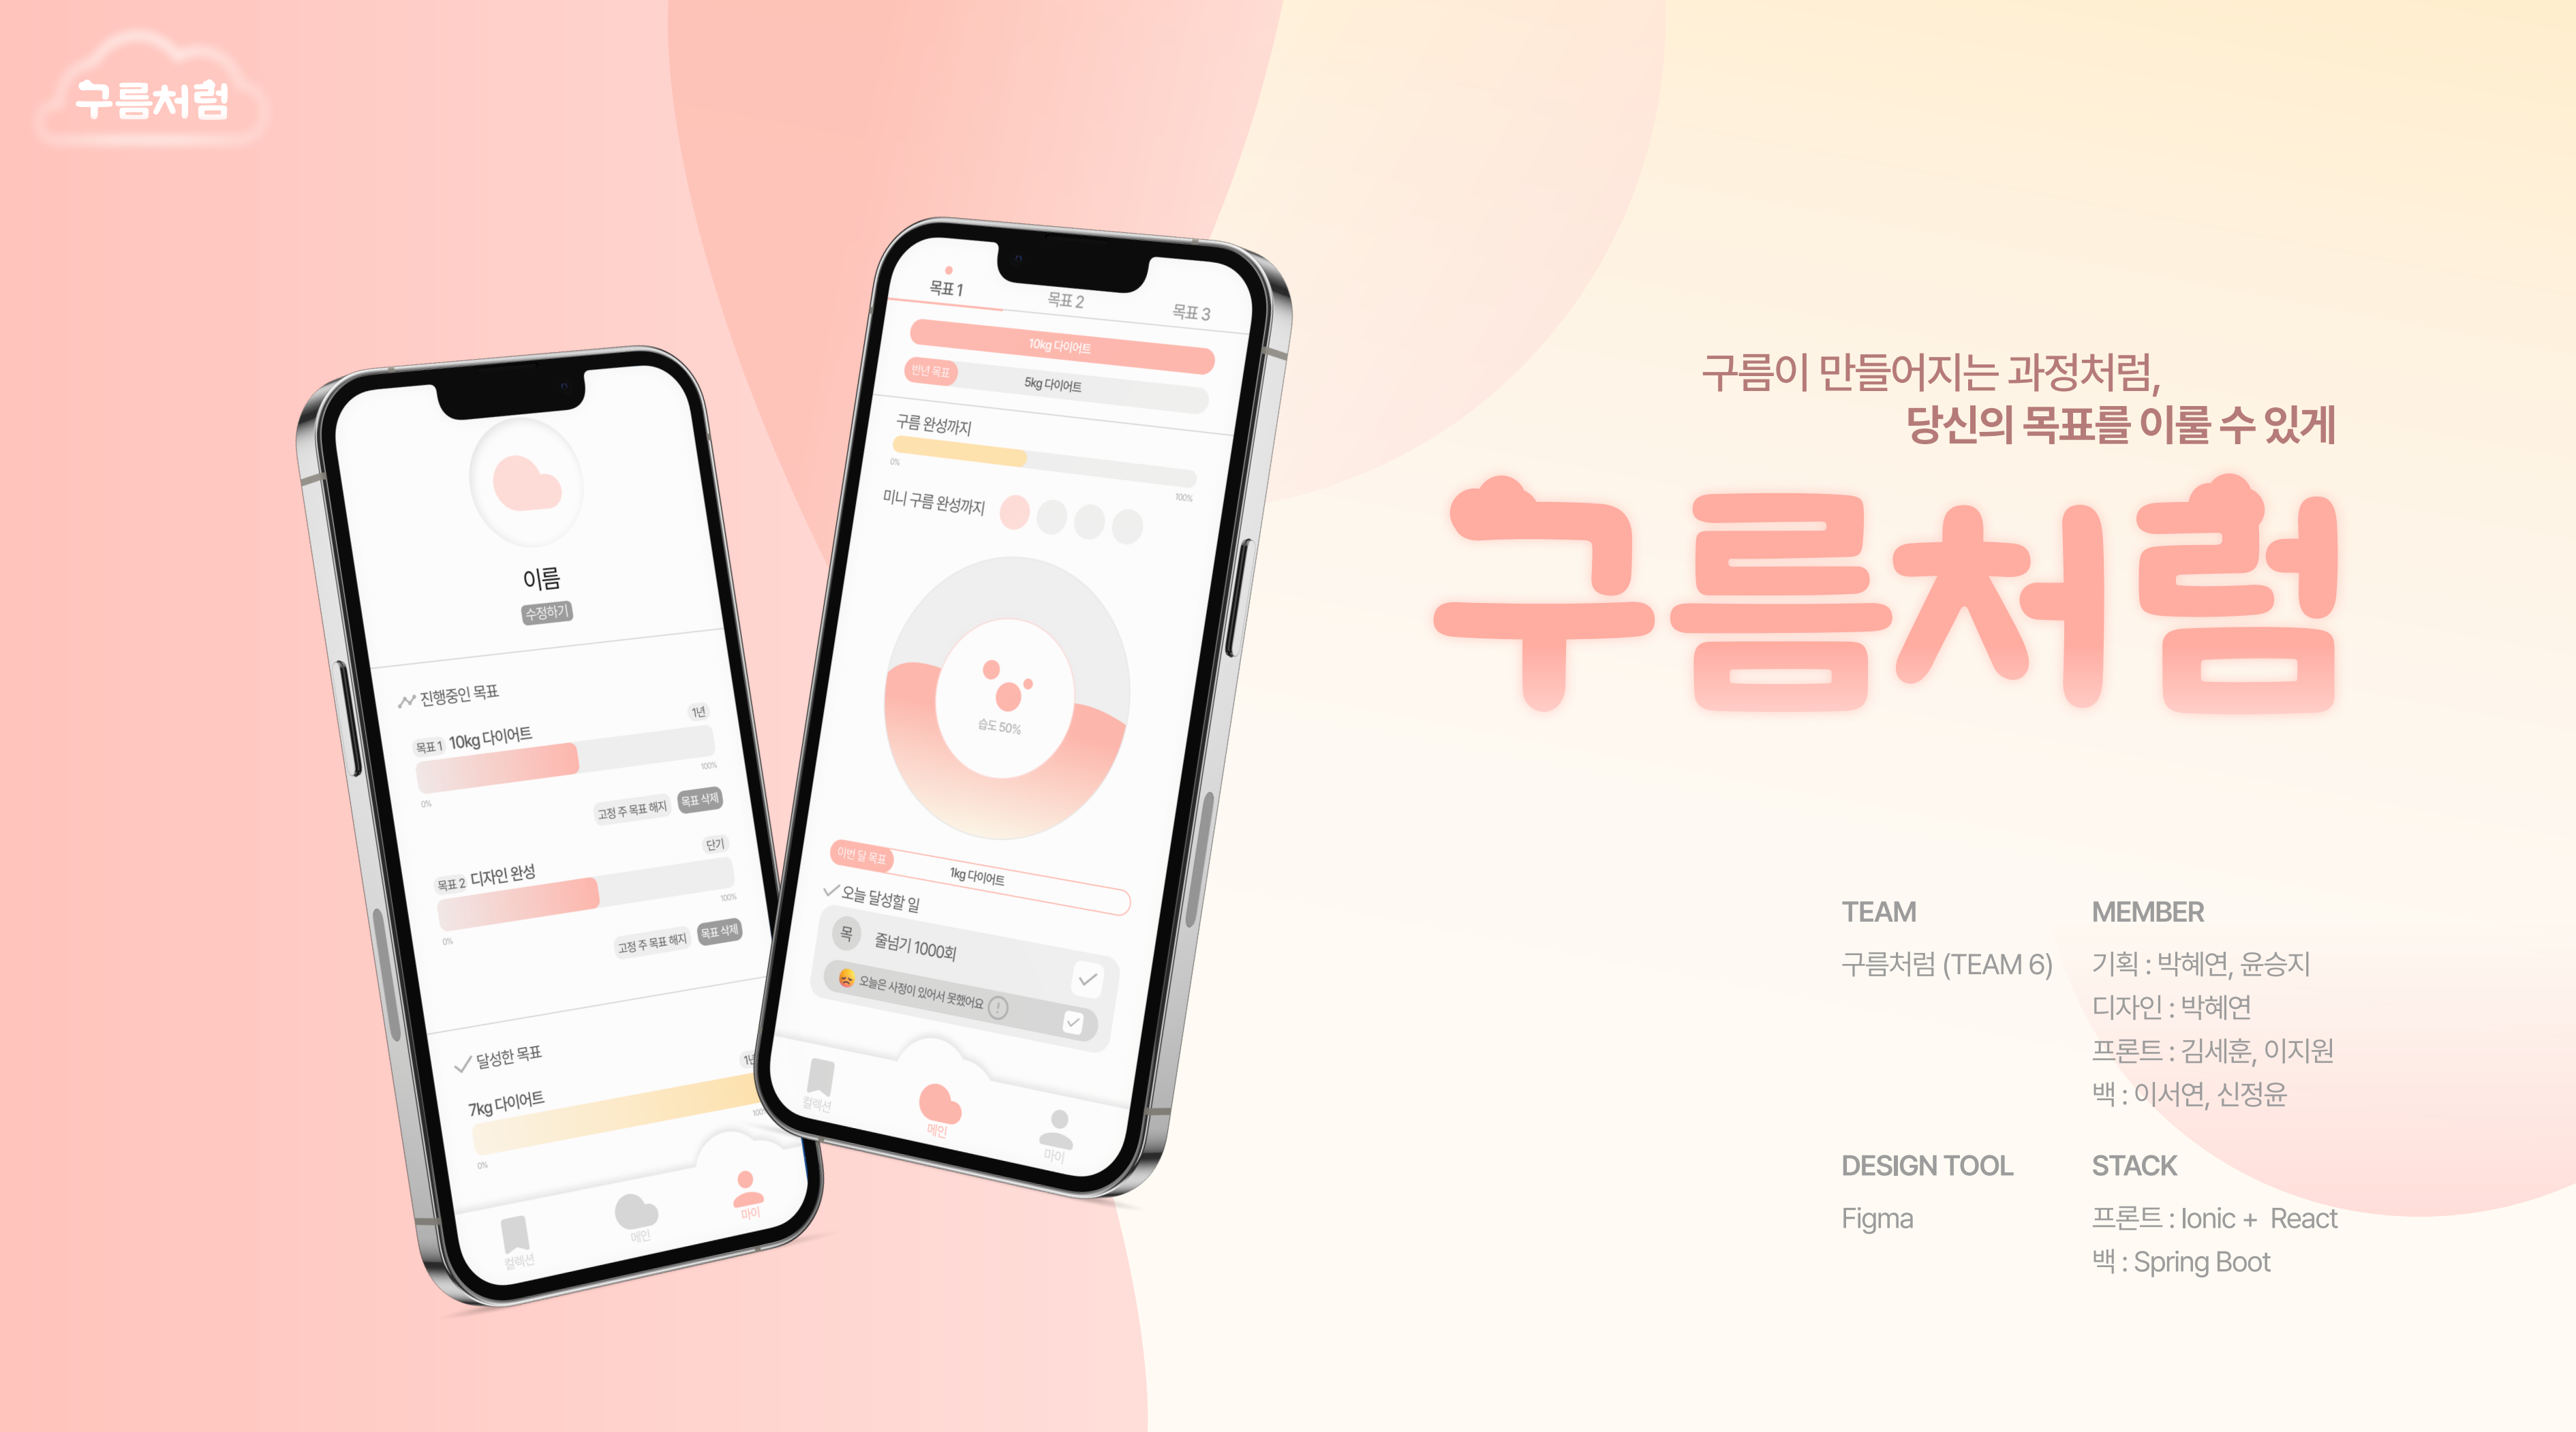 구름처럼
이름
수정하기
진행중인 목표
1년
목표 1 10kg 다이어트
0% 100%
고정 주 목표 해지 목표 삭제
단기
목표 2 디자인 완성
0% 100%
고정 주 목표 해지 목표 삭제
달성한 목표
7kg 다이어트
0%
컬렉션 메인 마이
목표 1 목표 2 목표 3
10kg 다이어트
반년 목표 5kg 다이어트
구름 완성까지
0% 100%
미니 구름 완성까지
습도 50%
이번 달 목표 1kg 다이어트
오늘 달성할 일
목 줄넘기 1000회
오늘은 사정이 있어서 못했어요 !
컬렉션 메인 마이
구름이 만들어지는 과정처럼,
당신의 목표를 이룰 수 있게
구름처럼
TEAM
구름처럼 (TEAM 6)
MEMBER
기획 : 박혜연, 윤승지
디자인 : 박혜연
프론트 : 김세훈, 이지원
백 : 이서연, 신정윤
DESIGN TOOL
Figma
STACK
프론트 : Ionic + React
백 : Spring Boot